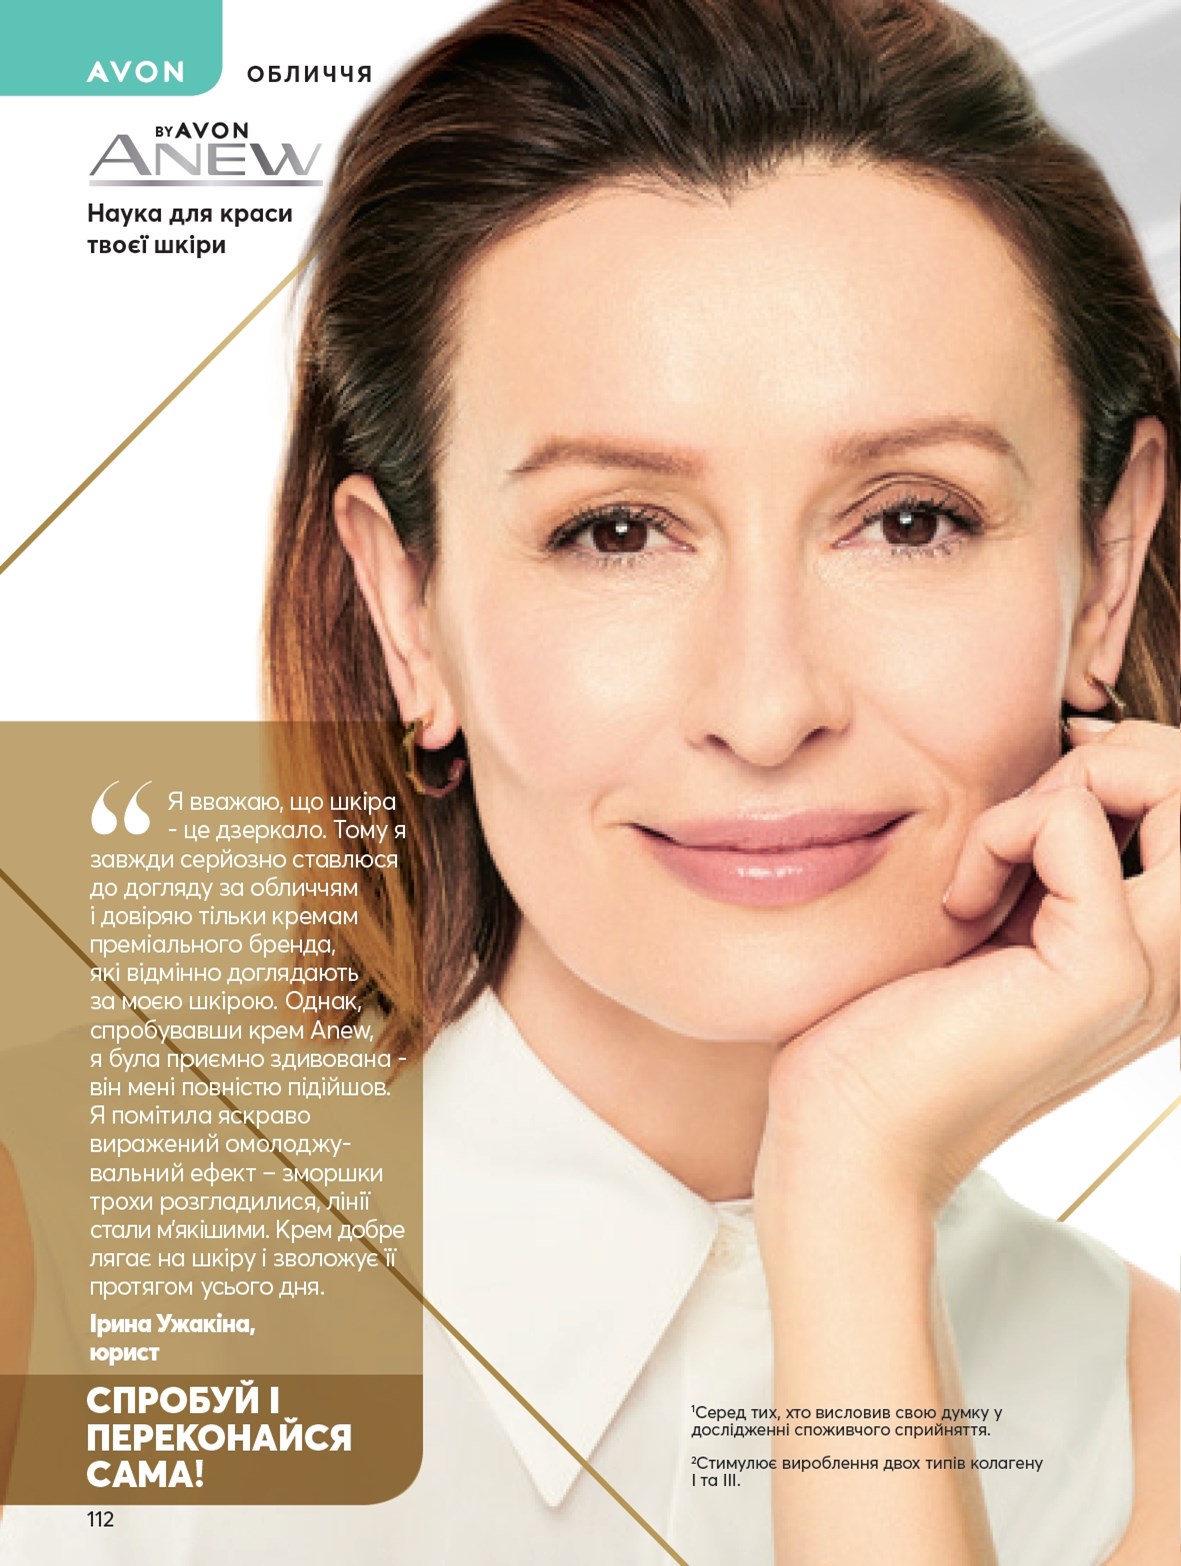 AVON
ОБЛИЧЧЯ
BY AVON
ANEW
Наука для краси
твоєї шкіри
“ Я вважаю, що шкіра
- це дзеркало. Тому я
завжди серйозно ставлюся
до догляду за обличчям
і довіряю тільки кремам
преміального бренда,
які відмінно доглядають
за моєю шкірою. Однак,
спробувавши крем Anew,
я була приємно здивована -
він мені повністю підійшов.
Я помітила яскраво
виражений омолоджу-
вальний ефект – зморшки
трохи розгладилися, лінії
стали м’якішими. Крем добре
лягає на шкіру і зволожує її
протягом усього дня.
Ірина Ужакіна,
юрист
СПРОБУЙ І
ПЕРЕКОНАЙСЯ
САМА!
¹Серед тих, хто висловив свою думку у
дослідженні споживчого сприйняття.
²Стимулює вироблення двох типів колагену
I та III.
112